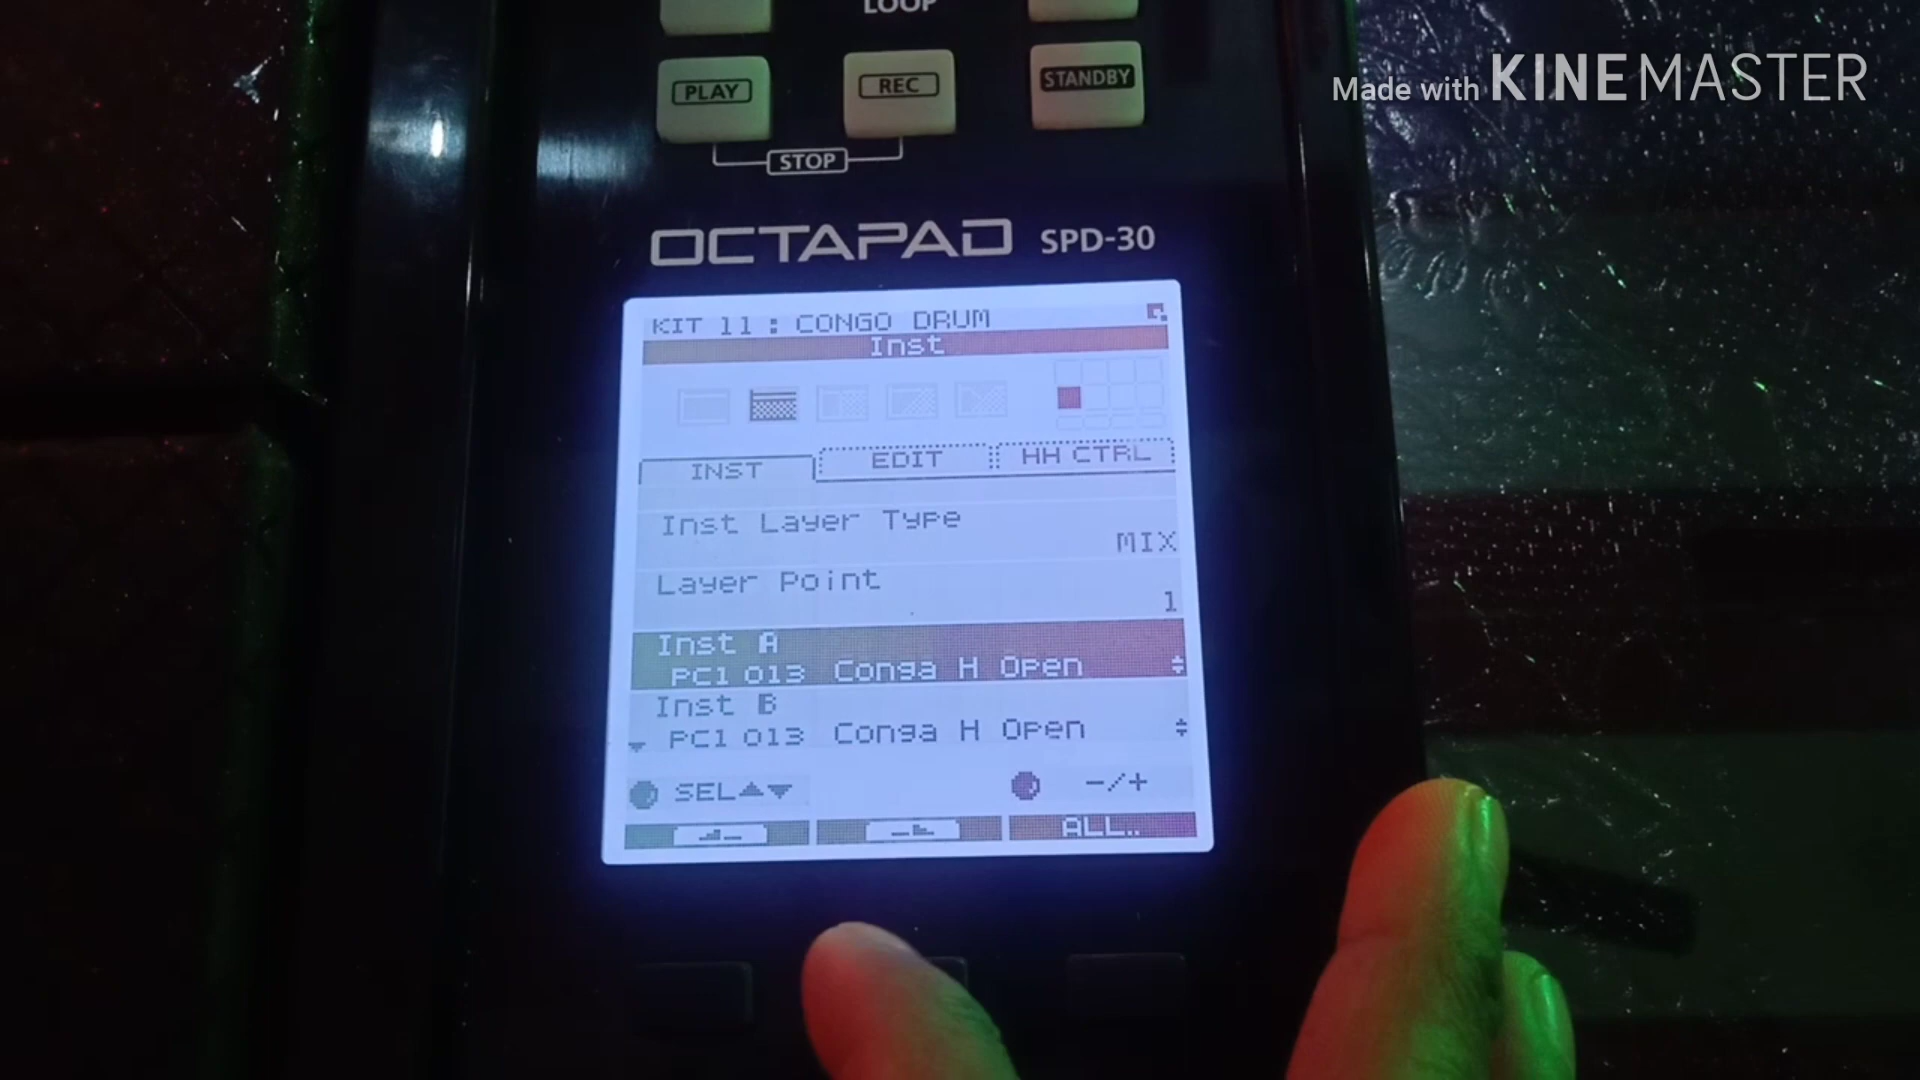 LOOP
Made with KINEMASTER
PLAY
REC
STANDBY
STOP
OCTAPAD SPD-30
KIT 11 : CONGO DRUM
Inst
INST
EDIT
HH CTRL
Inst Layer Type
MIX
Layer Point
1
Inst A
PC1 013 Conga H Open
Inst B
PC1 013 Conga H Open
SEL▲▼
-/+
ALL..